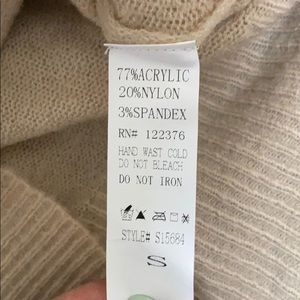 77%ACRYLIC
20%NYLON
3%SPANDEX
RN# 122376
HAND WAST COLD
DO NOT BLEACH
DO NOT IRON
STYLE# S15684
S